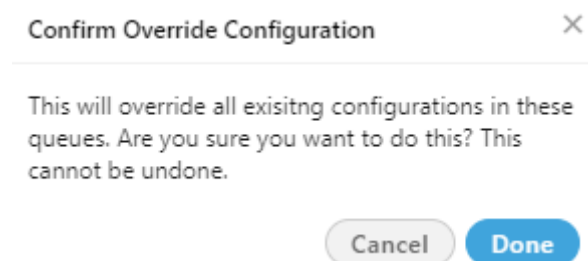 Confirm Override Configuration
This will override all exisitng configurations in these
queues. Are you sure you want to do this? This
cannot be undone.
Cancel Done